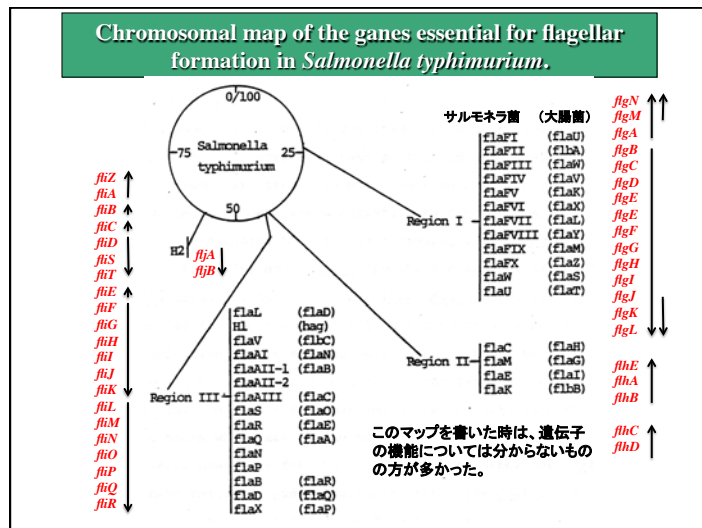 Chromosomal map of the ganes essential for flagellar
formation in Salmonella typhimurium.
0/100
75
Salmonella
typhimurium
25
50
H2
fljA
fljB
fliZ
fliA
fliB
fliC
fliD
fliS
fliT
fliE
fliF
fliG
fliH
fliI
fliJ
fliK
fliL
fliM
fliN
fliO
fliP
fliQ
fliR
サルモネラ菌 (大腸菌)
Region I
flaFI (flaU)
flaFII (flbA)
flaFIII (flaW)
flaFIV (flaV)
flaFV (flaK)
flaFVI (flaX)
flaFVII (flaL)
flaFVIII (flaY)
flaFIX (flaM)
flaFX (flaZ)
flaW (flaS)
flaU (flaT)
Region II
flaC (flaH)
flaM (flaG)
flaE (flaI)
flaK (flbB)
Region III
flaL (flaD)
H1 (hag)
flaV (flbC)
flaAI (flaN)
flaAII-1 (flaB)
flaAII-2
flaAIII (flaC)
flaS (flaO)
flaR (flaE)
flaQ (flaA)
flaN
flaP
flaB (flaR)
flaD (flaQ)
flaX (flaP)
flgN
flgM
flgA
flgB
flgC
flgD
flgE
flgE
flgF
flgG
flgH
flgI
flgJ
flgK
flgL
flhE
flhA
flhB
flhC
flhD
このマップを書いた時は、遺伝子
の機能については分からないもの
の方が多かった。